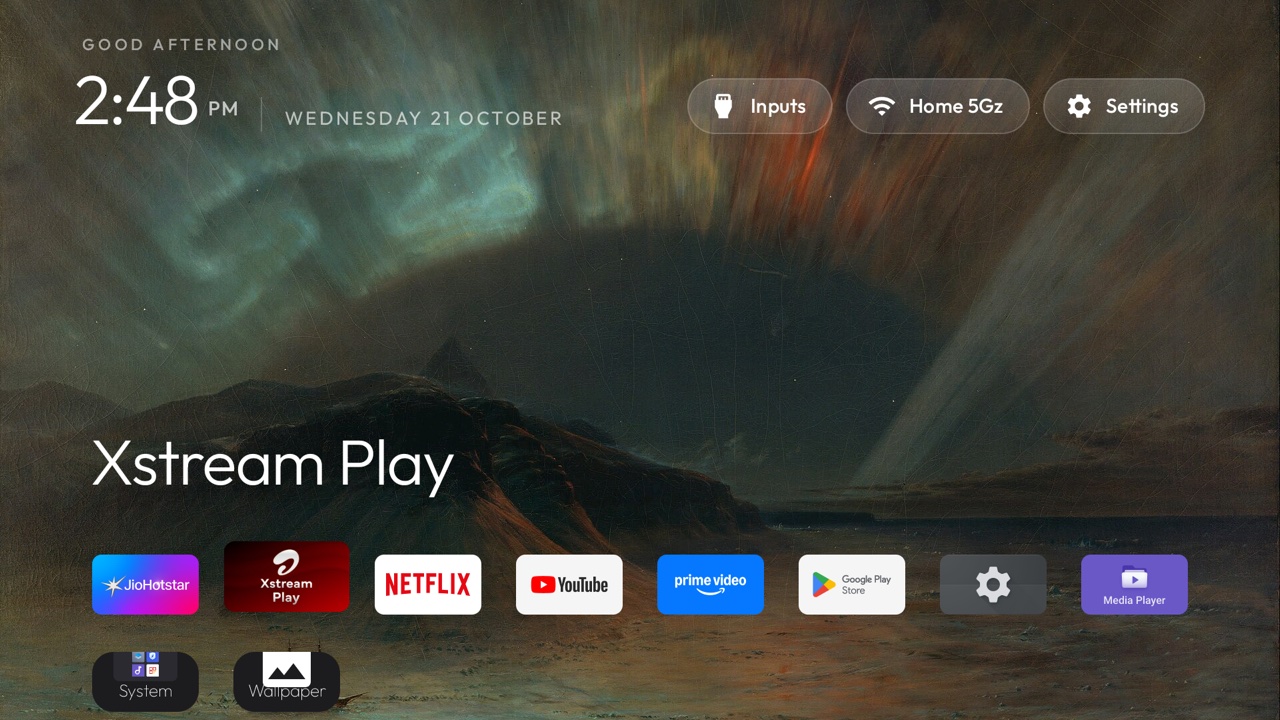 GOOD AFTERNOON
2:48 PM
WEDNESDAY 21 OCTOBER
Inputs
Home 5Gz
Settings
Xstream Play
JioHotstar
Xstream
Play
NETFLIX
YouTube
prime video
Google Play
Store
Media Player
System
Wallpaper